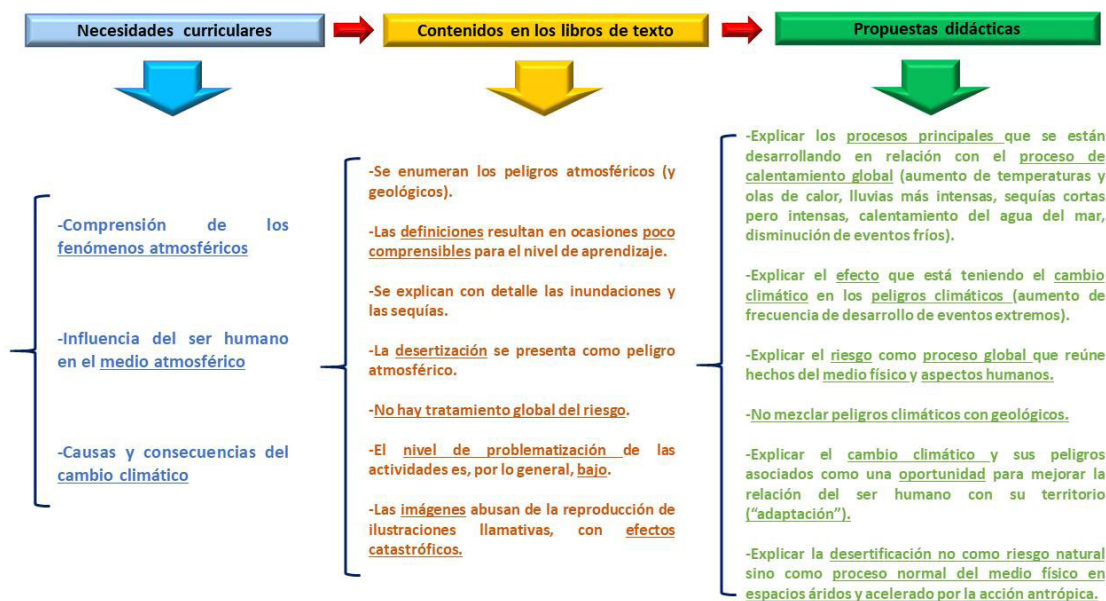 Necesidades curriculares
Contenidos en los libros de texto
Propuestas didácticas
-Comprensión de los
fenómenos atmosféricos
-Influencia del ser humano
en el medio atmosférico
-Causas y consecuencias del
cambio climático
-Se enumeran los peligros atmosféricos (y
geológicos).
-Las definiciones resultan en ocasiones poco
comprensibles para el nivel de aprendizaje.
-Se explican con detalle las inundaciones y
las sequías.
-La desertización se presenta como peligro
atmosférico.
-No hay tratamiento global del riesgo.
-El nivel de problematización de las
actividades es, por lo general, bajo.
-Las imágenes abusan de la reproducción de
ilustraciones llamativas, con efectos
catastróficos.
-Explicar los procesos principales que se están
desarrollando en relación con el proceso de
calentamiento global (aumento de temperaturas y
olas de calor, lluvias más intensas, sequías cortas
pero intensas, calentamiento del agua del mar,
disminución de eventos fríos).
-Explicar el efecto que está teniendo el cambio
climático en los peligros climáticos (aumento de
frecuencia de desarrollo de eventos extremos).
-Explicar el riesgo como proceso global que reúne
hechos del medio físico y aspectos humanos.
-No mezclar peligros climáticos con geológicos.
-Explicar el cambio climático y sus peligros
asociados como una oportunidad para mejorar la
relación del ser humano con su territorio
("adaptación").
-Explicar la desertificación no como riesgo natural
sino como proceso normal del medio físico en
espacios áridos y acelerado por la acción antrópica.